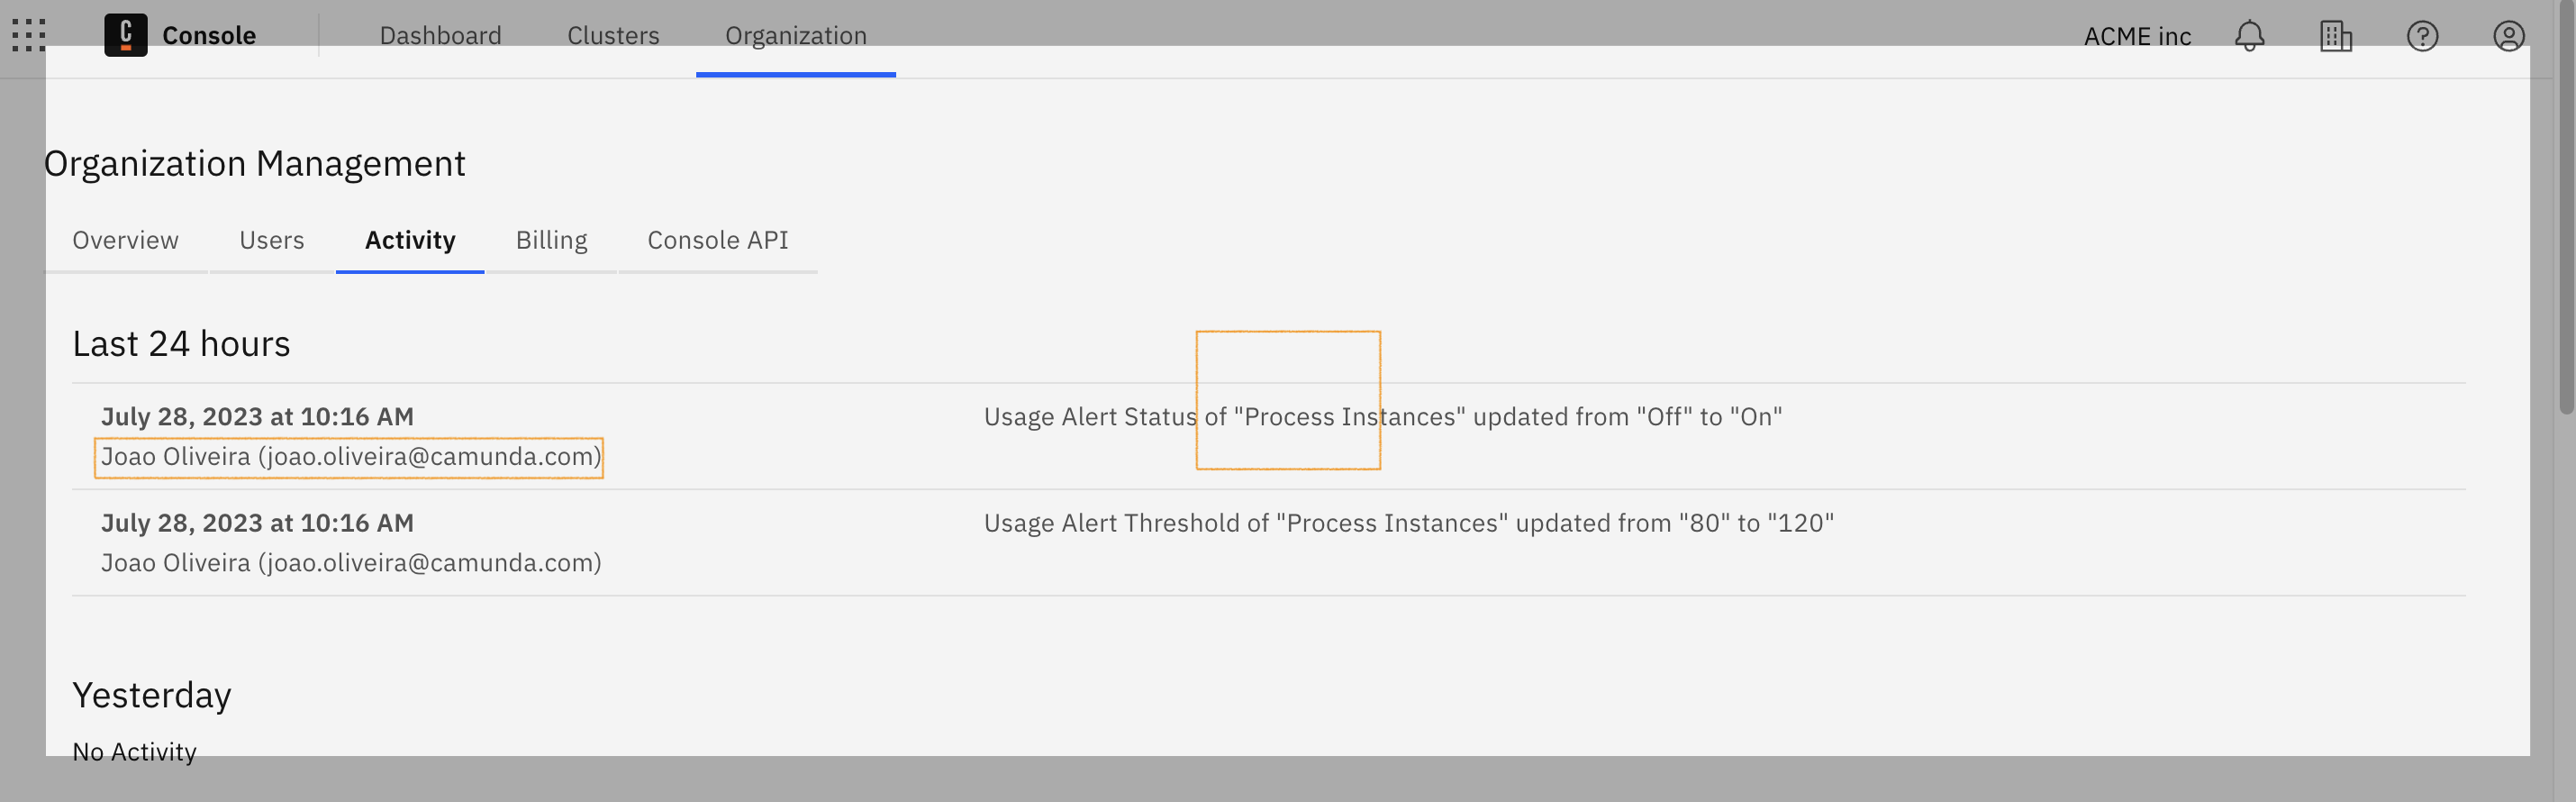 Console Dashboard Clusters Organization ACME inc
Organization Management
Overview Users Activity Billing Console API
Last 24 hours
July 28, 2023 at 10:16 AM Usage Alert Status of "Process Instances" updated from "Off" to "On"
Joao Oliveira (joao.oliveira@camunda.com)
July 28, 2023 at 10:16 AM Usage Alert Threshold of "Process Instances" updated from "80" to "120"
Joao Oliveira (joao.oliveira@camunda.com)
Yesterday
No Activity